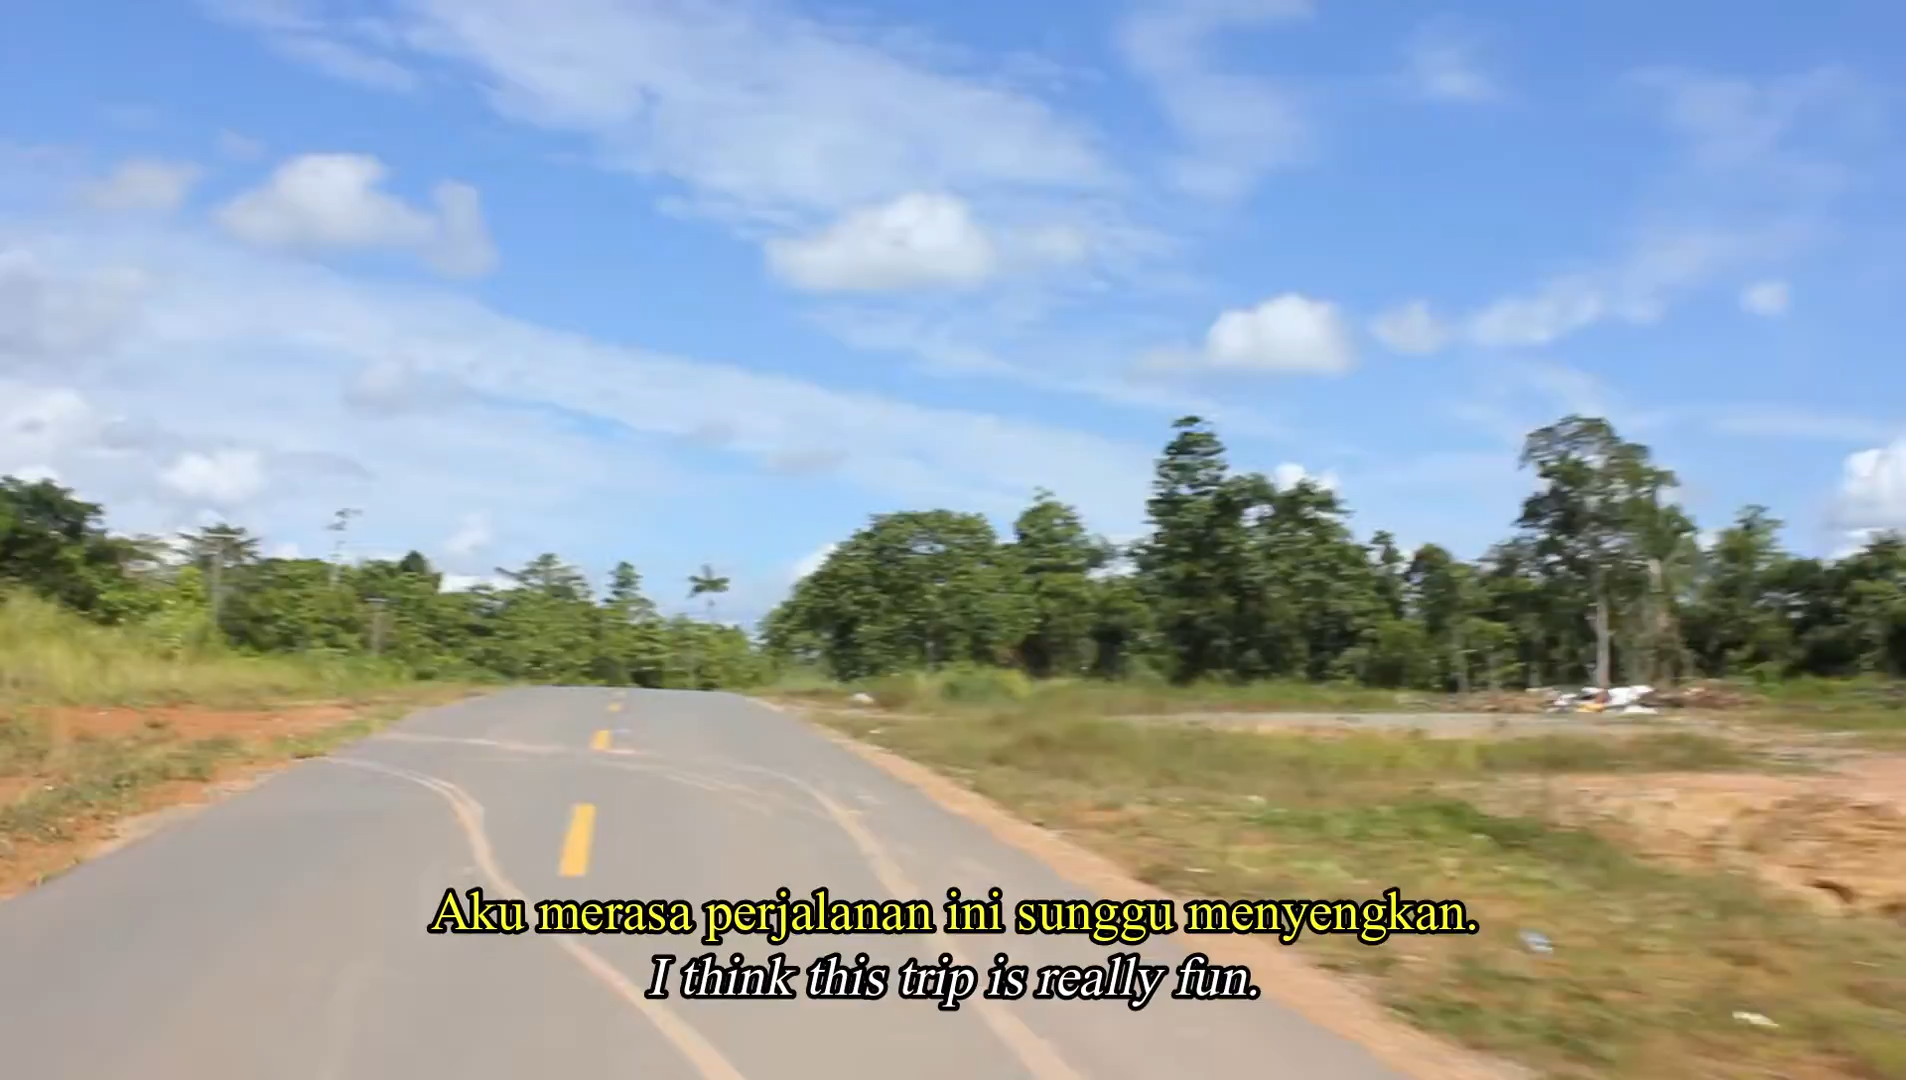 Aku merasa perjalanan ini sunggu menyengkan.
I think this trip is really fun.